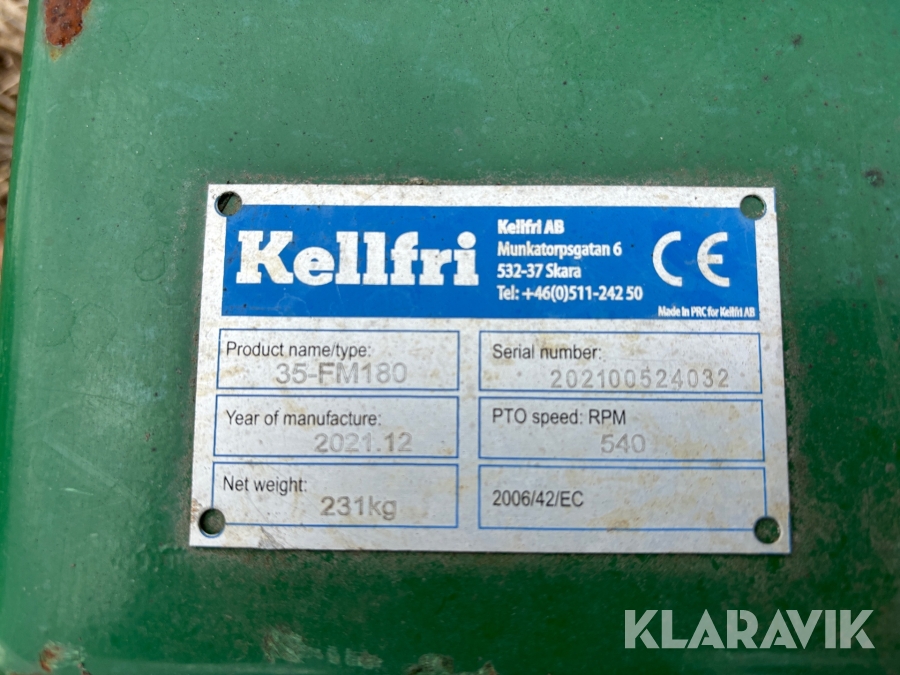 Kellfri
Kellfri AB
Munkatorpsgatan 6
532-37 Skara
Tel: +46(0)511-242 50
CE
Made in PRC for Kellfri AB
Product name/type:
35-FM180
Serial number:
202100524032
Year of manufacture:
2021.12
PTO speed: RPM
540
Net weight:
231kg
2006/42/EC
KLARAVIK